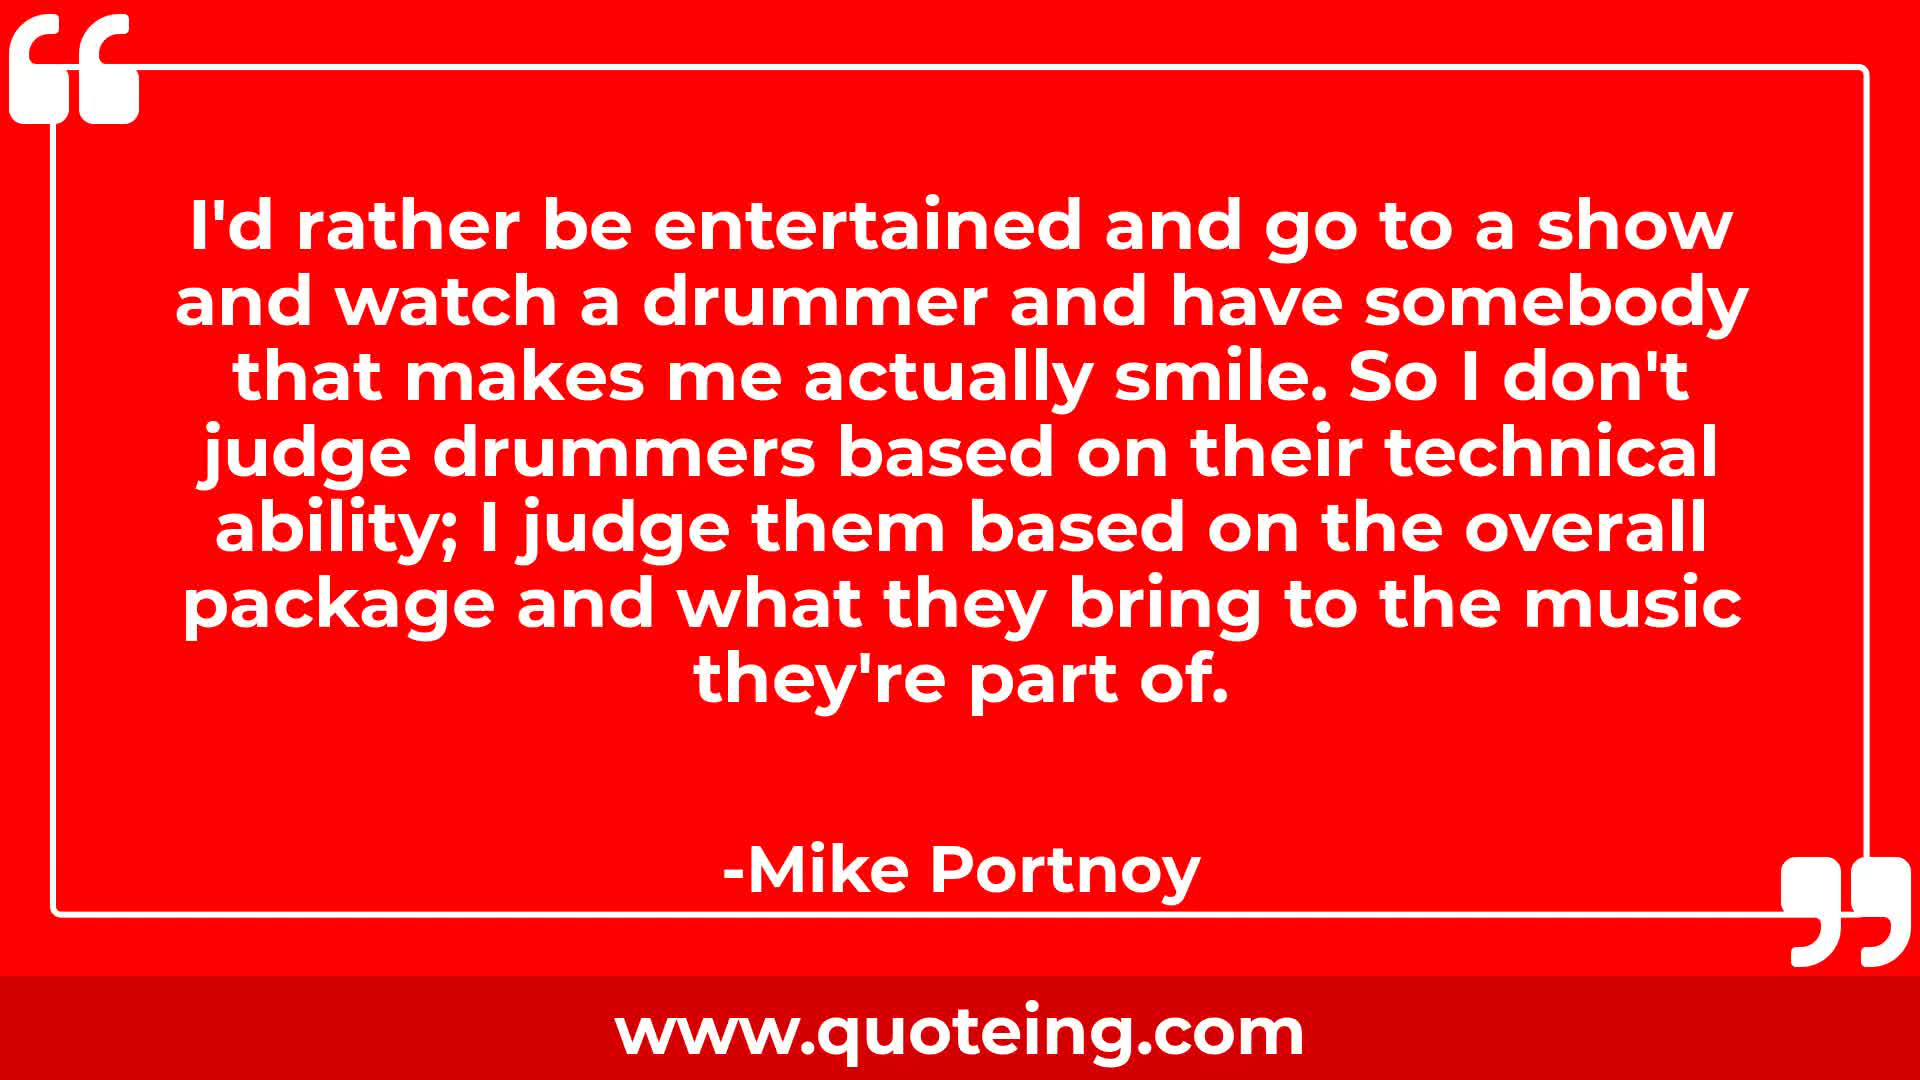 I'd rather be entertained and go to a show
and watch a drummer and have somebody
that makes me actually smile. So I don't
judge drummers based on their technical
ability; I judge them based on the overall
package and what they bring to the music
they're part of.
-Mike Portnoy
www.quoteing.com